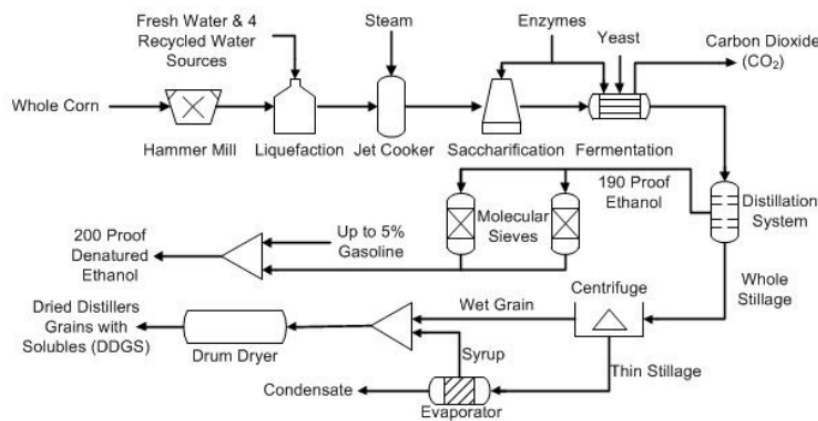 Fresh Water & 4
Recycled Water
Sources
Steam
Enzymes
Yeast
Carbon Dioxide
(CO₂)
Whole Corn
Hammer Mill
Liquefaction
Jet Cooker
Saccharification
Fermentation
190 Proof
Ethanol
Distillation
System
Molecular
Sieves
Up to 5%
Gasoline
200 Proof
Denatured
Ethanol
Whole
Stillage
Centrifuge
Wet Grain
Dried Distillers
Grains with
Solubles (DDGS)
Drum Dryer
Syrup
Thin Stillage
Condensate
Evaporator